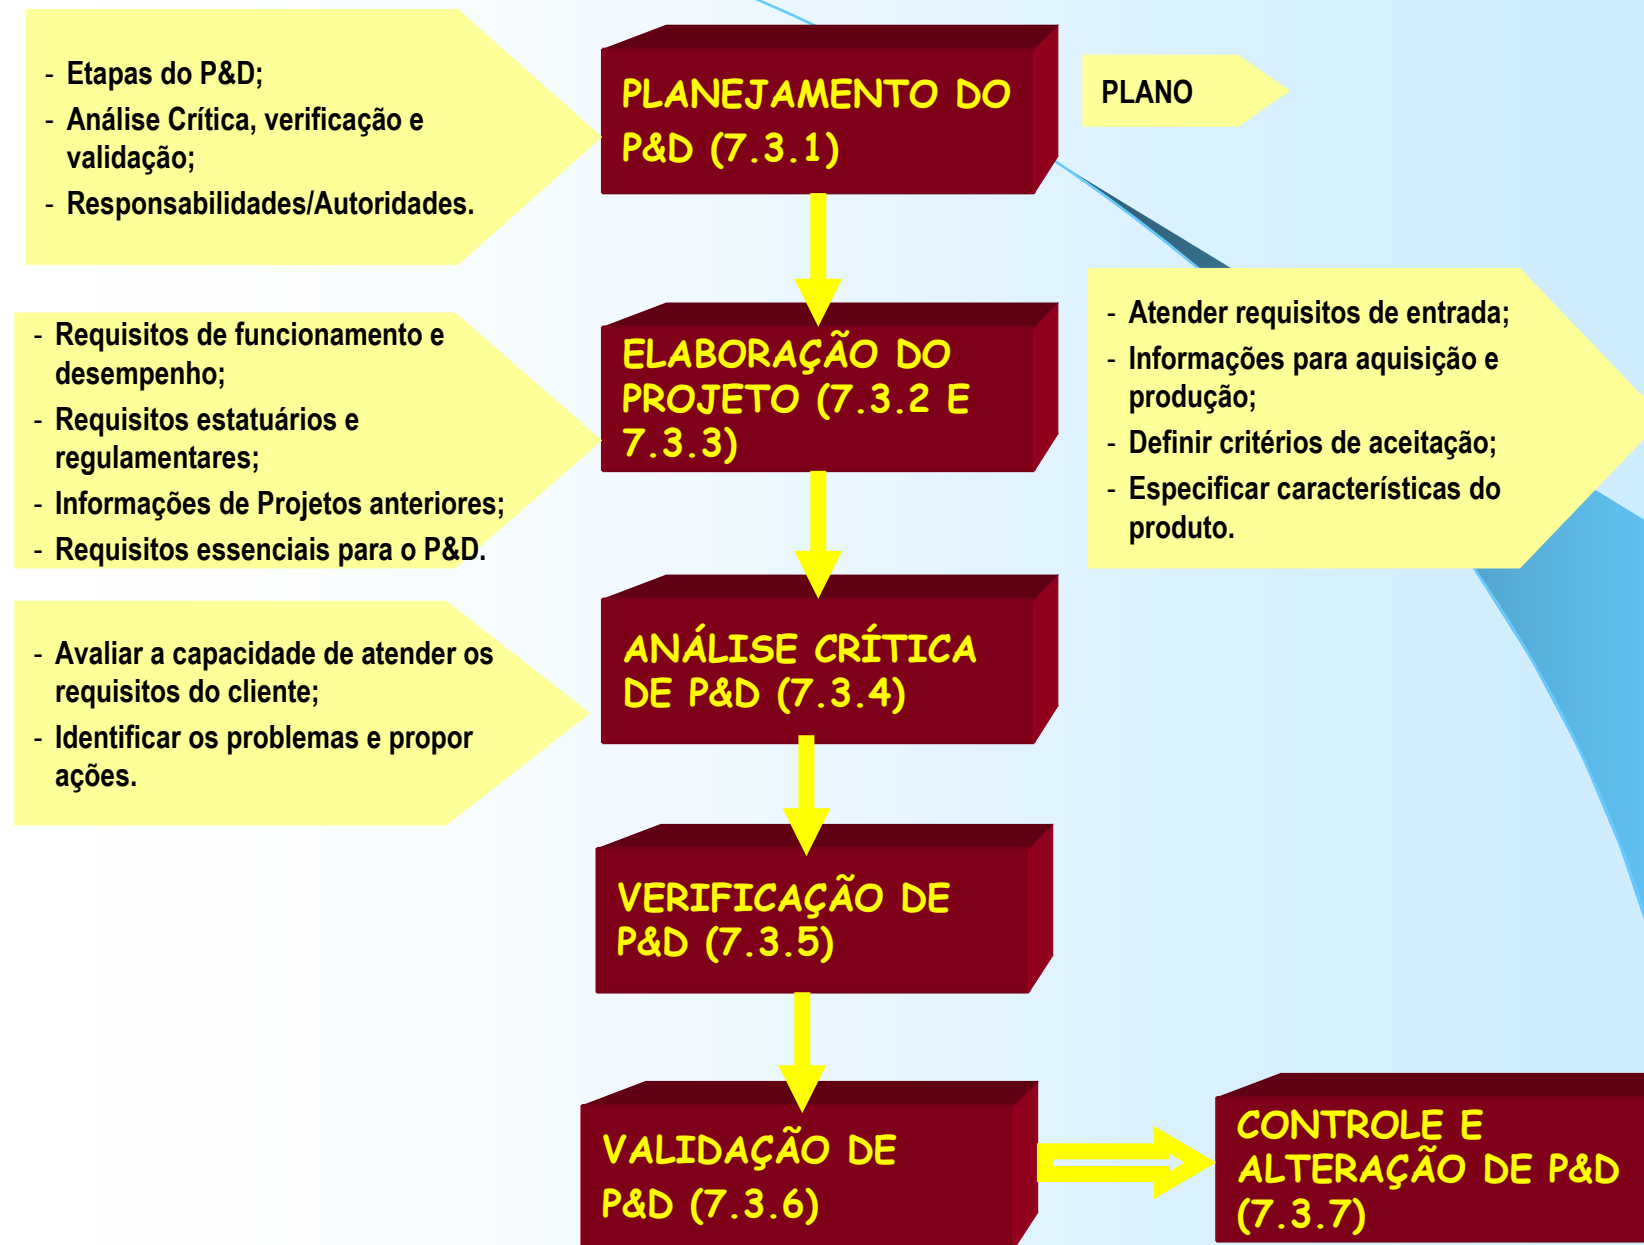 - Etapas do P&D;
- Análise Crítica, verificação e
validação;
- Responsabilidades/Autoridades.
PLANEJAMENTO DO
P&D (7.3.1)
PLANO
- Requisitos de funcionamento e
desempenho;
- Requisitos estatuários e
regulamentares;
- Informações de Projetos anteriores;
- Requisitos essenciais para o P&D.
ELABORAÇÃO DO
PROJETO (7.3.2 E
7.3.3)
- Atender requisitos de entrada;
- Informações para aquisição e
produção;
- Definir critérios de aceitação;
- Especificar características do
produto.
- Avaliar a capacidade de atender os
requisitos do cliente;
- Identificar os problemas e propor
ações.
ANÁLISE CRÍTICA
DE P&D (7.3.4)
VERIFICAÇÃO DE
P&D (7.3.5)
VALIDAÇÃO DE
P&D (7.3.6)
CONTROLE E
ALTERAÇÃO DE P&D
(7.3.7)